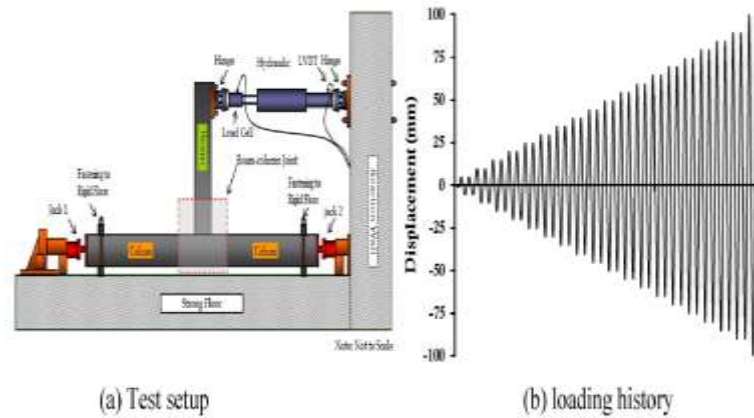 Hinge
Hydraulic
LVDT Hinge
Load Cell
Beam-column Joint
Fastening to
Rigid Floor
Fastening to
Rigid Floor
Jack 1
Jack 2
Column
Column
Strong Floor
Reaction Wall
Note: Not to Scale
(a) Test setup
Displacement (mm)
100
75
50
25
0
-25
-50
-75
-100
(b) loading history